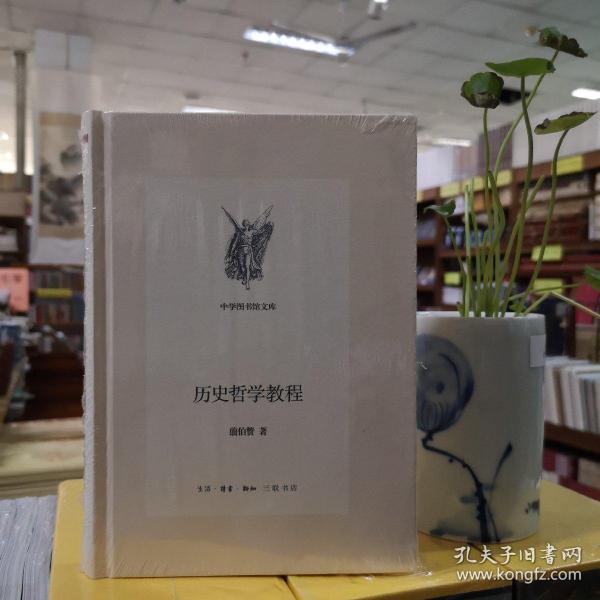 中学图书馆文库
历史哲学教程
翦伯赞 著
生活·读书·新知 三联书店
孔夫子旧书网
www.kongfz.com